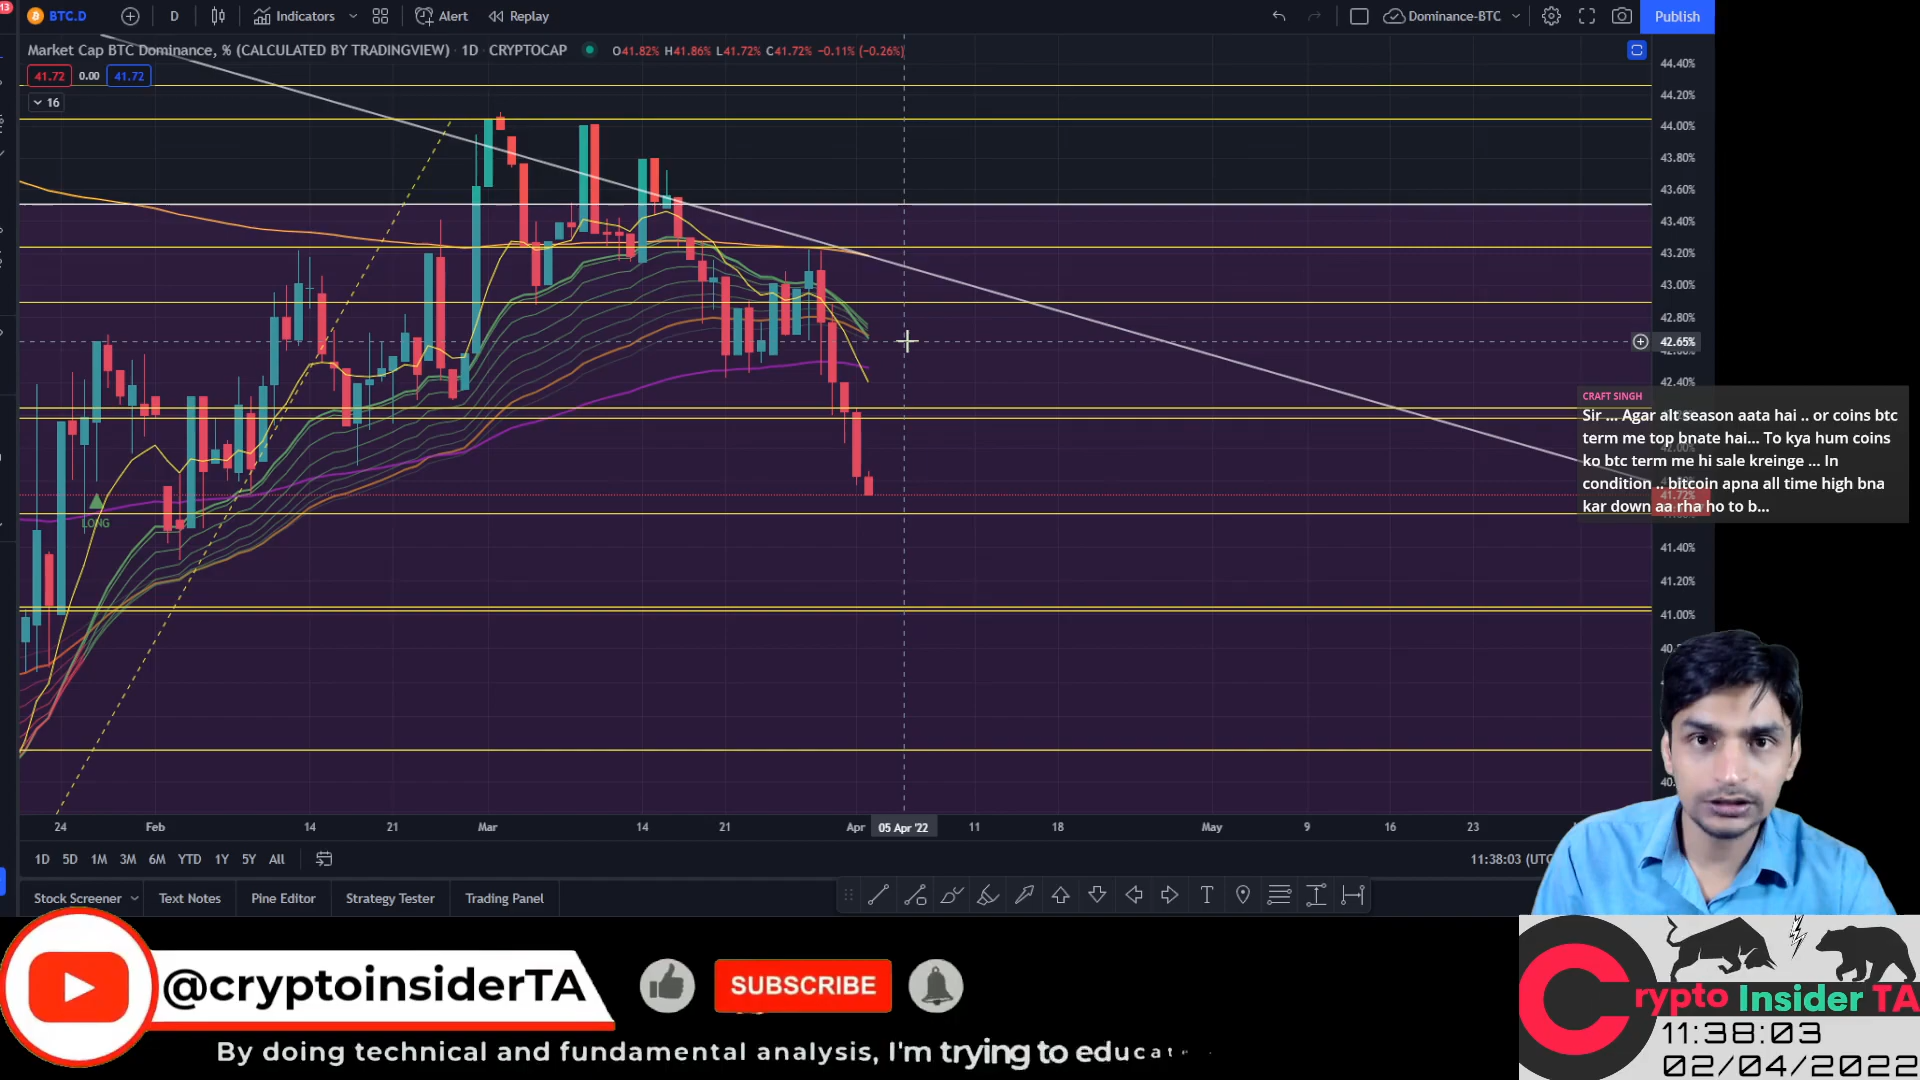 13
BTC.D
D
Indicators
Alert
Replay
Dominance-BTC
Publish
Market Cap BTC Dominance, % (CALCULATED BY TRADINGVIEW) · 1D · CRYPTOCAP
O41.82% H41.86% L41.72% C41.72% −0.11% (−0.26%)
41.72 0.00 41.72
16
44.40%
44.20%
44.00%
43.80%
43.60%
43.40%
43.20%
43.00%
42.80%
42.65%
42.40%
CRAFT SINGH
Sir ... Agar alt season aata hai .. or coins btc
term me top bnate hai... To kya hum coins
ko btc term me hi sale kreinge ... In
condition .. bitcoin apna all time high bna
kar down aa rha ho to b...
41.72%
LONG
41.40%
41.20%
41.00%
24 Feb 14 21 Mar 14 21 Apr 05 Apr '22 11 18 May 9 16 23
1D 5D 1M 3M 6M YTD 1Y 5Y All
11:38:03 (UTC
Stock Screener Text Notes Pine Editor Strategy Tester Trading Panel
@cryptoinsiderTA
SUBSCRIBE
By doing technical and fundamental analysis, I'm trying to educat
Crypto Insider TA
11:38:03
02/04/2022